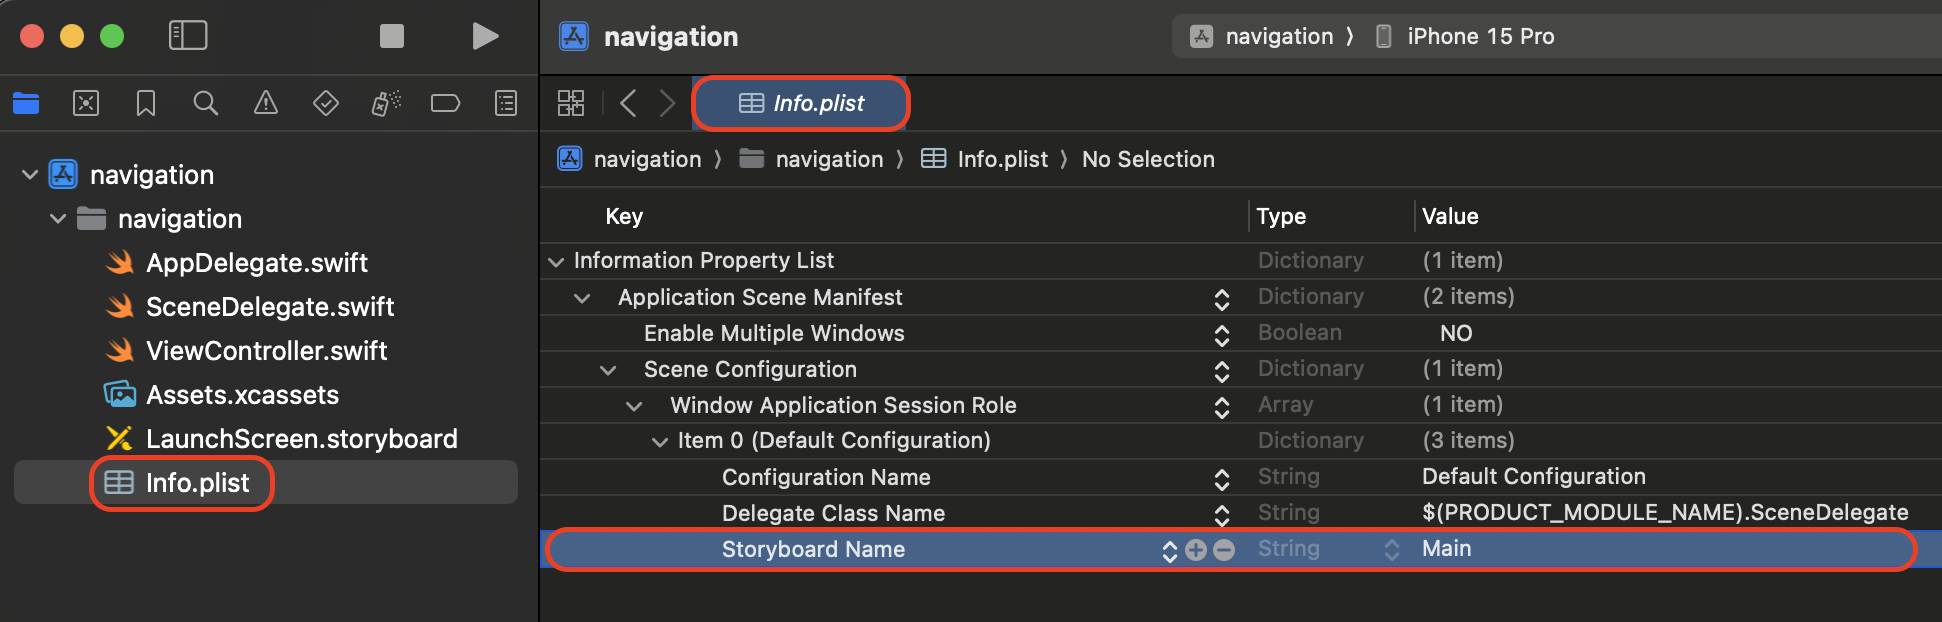 navigation
navigation ⟩ iPhone 15 Pro
Info.plist
navigation ⟩ navigation ⟩ Info.plist ⟩ No Selection
navigation
navigation
AppDelegate.swift
SceneDelegate.swift
ViewController.swift
Assets.xcassets
LaunchScreen.storyboard
Info.plist
Key Type Value
Information Property List Dictionary (1 item)
Application Scene Manifest Dictionary (2 items)
Enable Multiple Windows Boolean NO
Scene Configuration Dictionary (1 item)
Window Application Session Role Array (1 item)
Item 0 (Default Configuration) Dictionary (3 items)
Configuration Name String Default Configuration
Delegate Class Name String $(PRODUCT_MODULE_NAME).SceneDelegate
Storyboard Name String Main